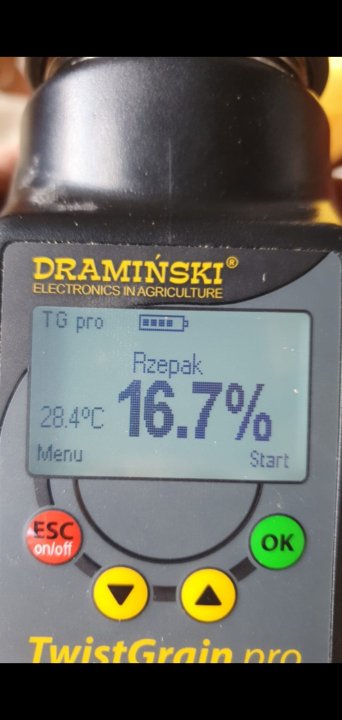 DRAMIŃSKI®
ELECTRONICS IN AGRICULTURE
TG pro
Rzepak
28.4°C 16.7%
Menu Start
ESC
on/off
OK
TwistGrain pro